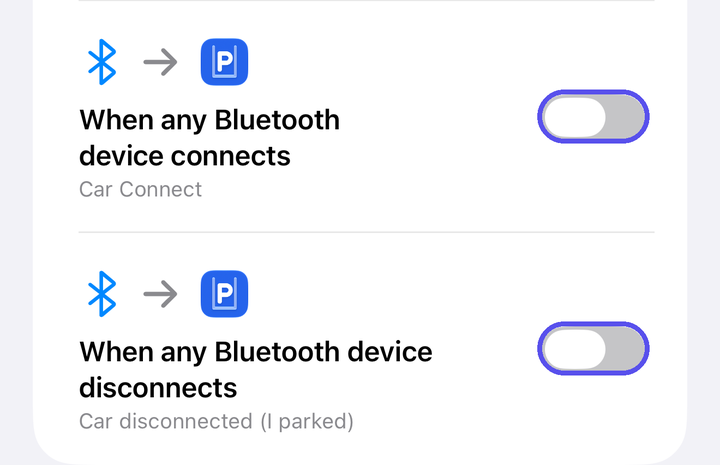 P
When any Bluetooth
device connects
Car Connect
P
When any Bluetooth device
disconnects
Car disconnected (I parked)